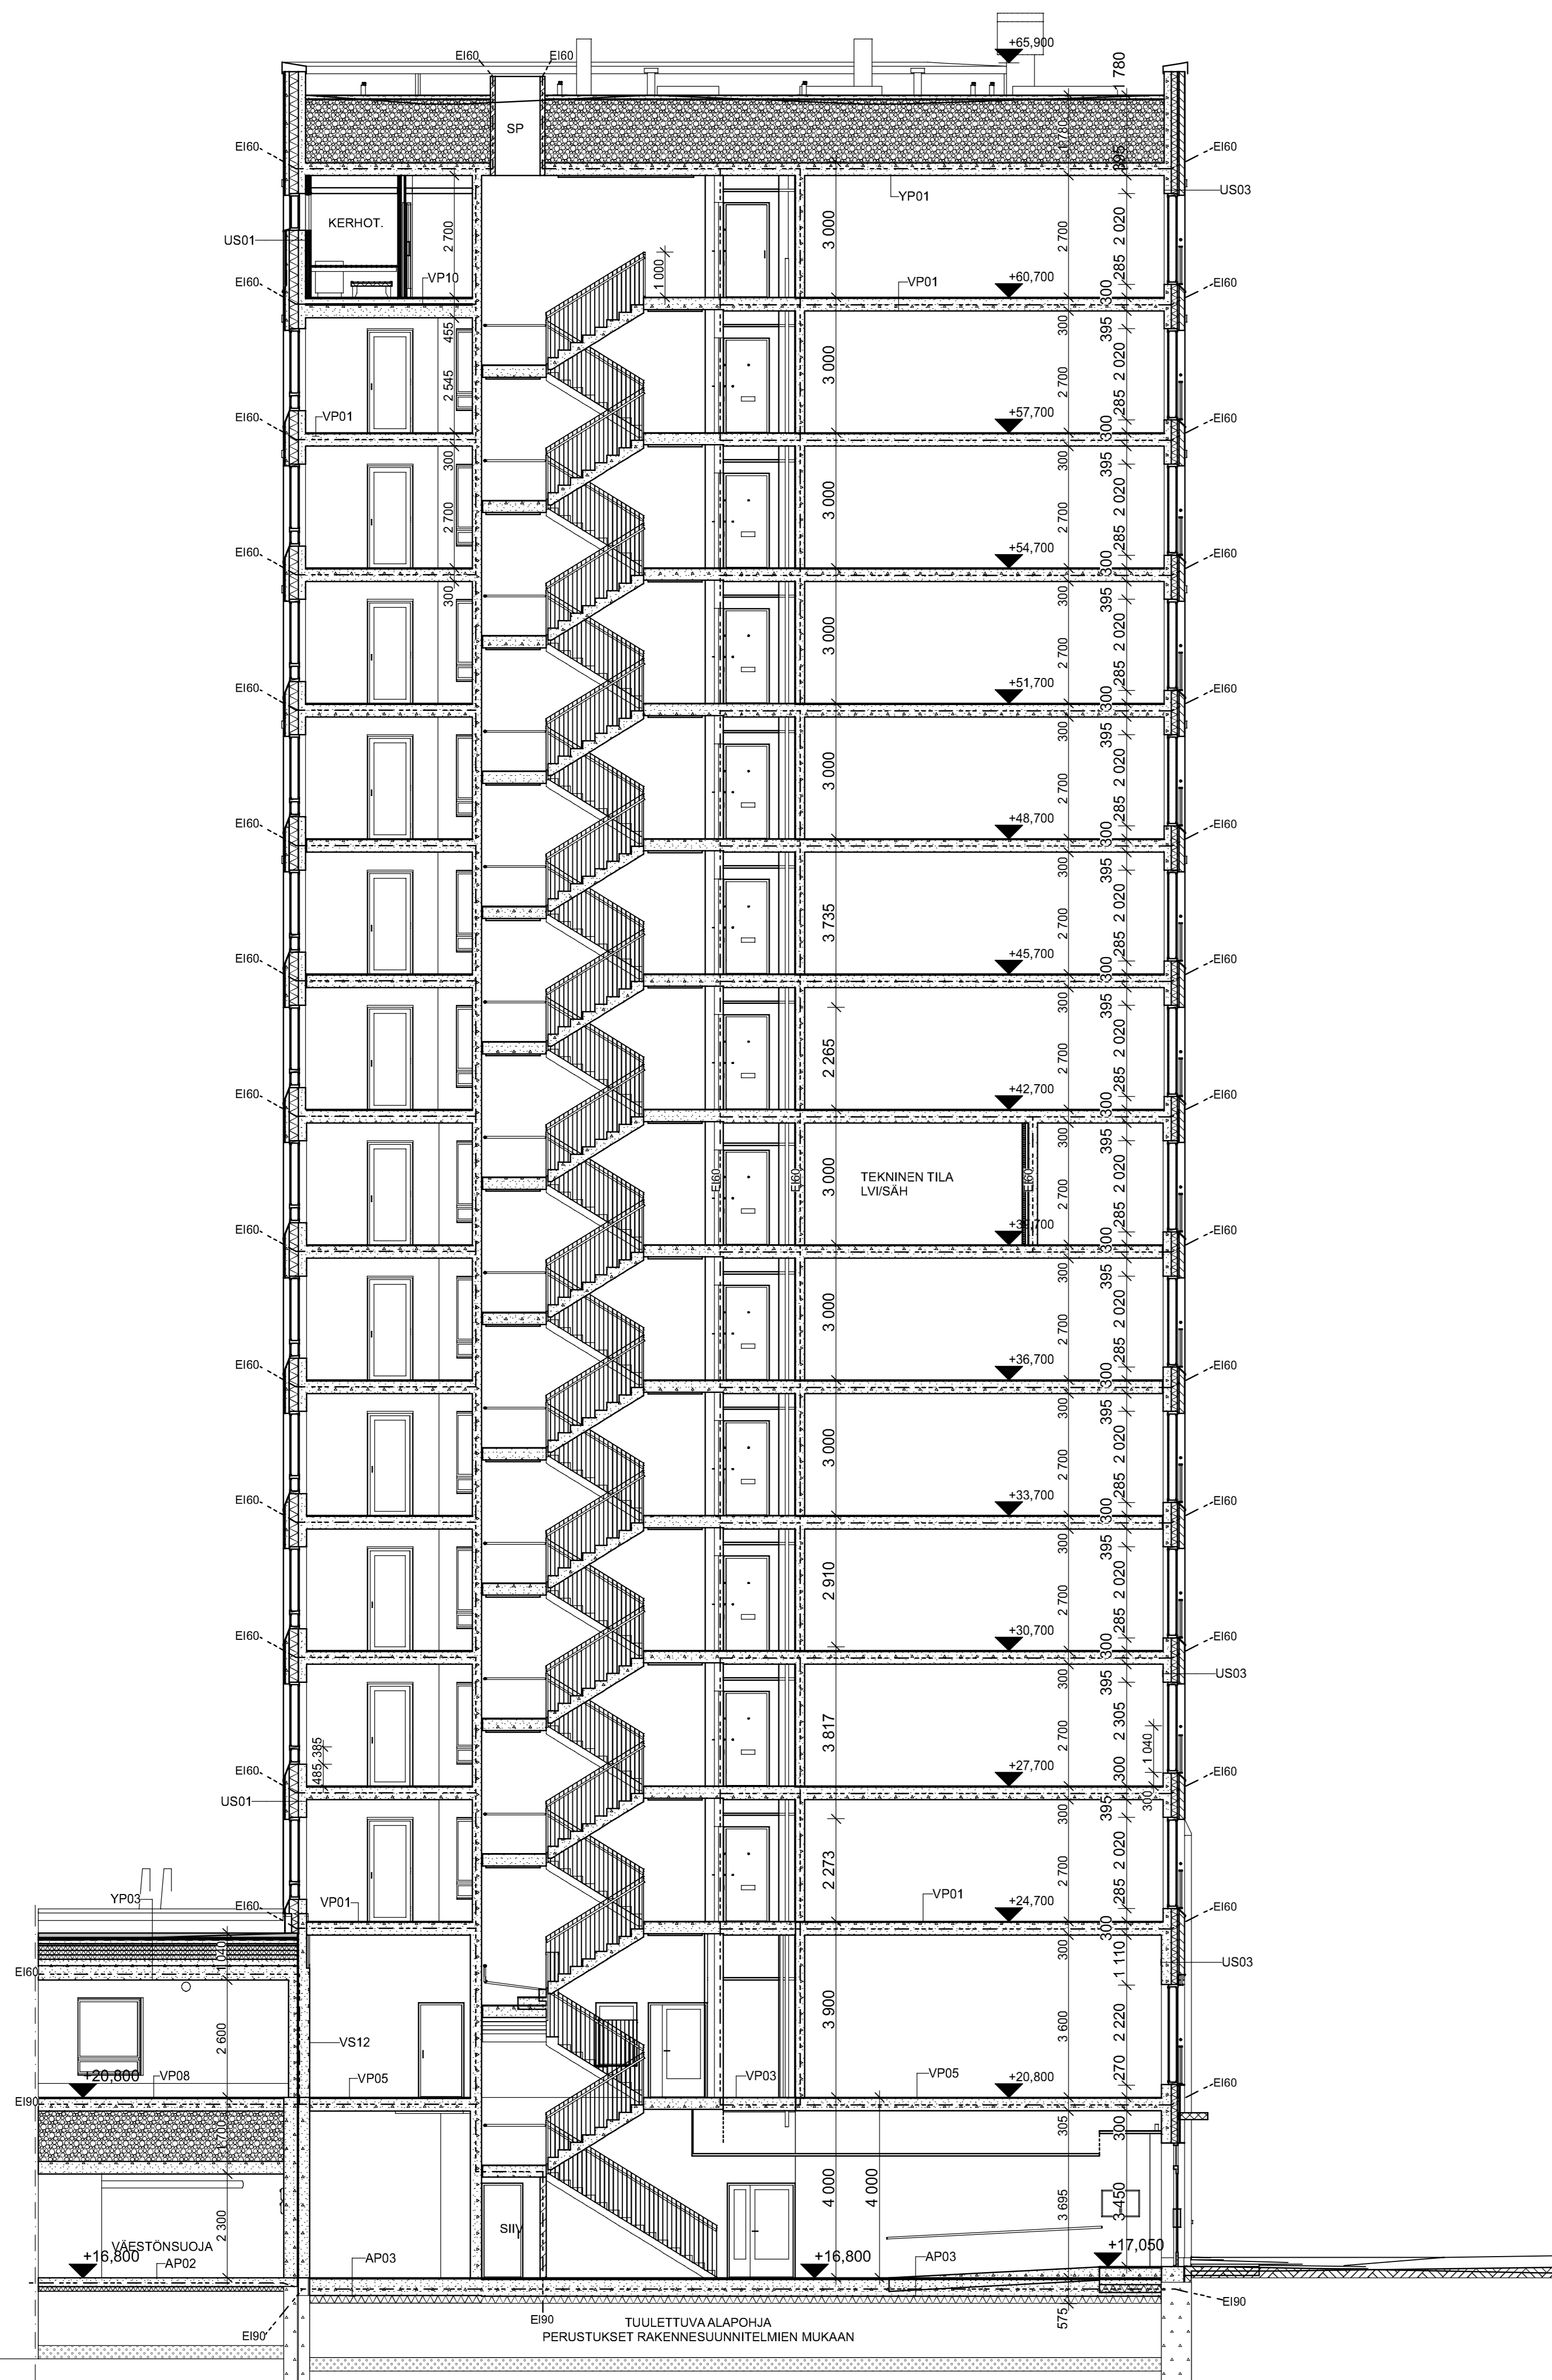 EI60
EI60
+65,900
780
SP
1 780
EI60
EI60
395
YP01
US03
KERHOT.
US01
2 700
3 000
2 700
2 020
285
VP10
1 000
VP01
+60,700
EI60
EI60
300
455
300
395
3 000
2 020
2 545
2 700
285
VP01
+57,700
EI60
EI60
300
300
300
395
3 000
2 020
2 700
2 700
285
+54,700
EI60
EI60
300
300
300
395
3 000
2 020
2 700
285
+51,700
EI60
EI60
300
300
395
3 000
2 020
2 700
285
+48,700
EI60
EI60
300
300
395
3 735
2 020
2 700
285
+45,700
EI60
EI60
300
300
395
2 265
2 020
2 700
285
+42,700
EI60
EI60
300
300
395
3 000
2 020
TEKNINEN TILA
LVI/SÄH
EI60
EI60
EI60
2 700
285
EI60
EI60
300
300
395
3 000
2 020
2 700
285
+36,700
EI60
EI60
300
300
395
3 000
2 020
2 700
285
+33,700
EI60
EI60
300
300
395
2 910
2 020
2 700
285
+30,700
EI60
EI60
300
300
395
US03
3 817
2 305
2 700
1 040
385
485
300
+27,700
EI60
EI60
US01
300
395
300
2 273
2 020
2 700
285
YP03
VP01
VP01
+24,700
EI60
EI60
300
300
1 110
1 040
EI60
US03
3 900
2 220
3 600
2 600
VS12
270
+20,800
VP08
VP05
VP03
VP05
+20,800
EI60
EI90
1 700
305
300
4 000
4 000
3 695
3 450
2 300
SIIV
VÄESTÖNSUOJA
+16,800
AP02
AP03
+16,800
AP03
+17,050
EI90
EI90
EI90
575
TUULETTUVA ALAPOHJA
PERUSTUKSET RAKENNESUUNNITELMIEN MUKAAN